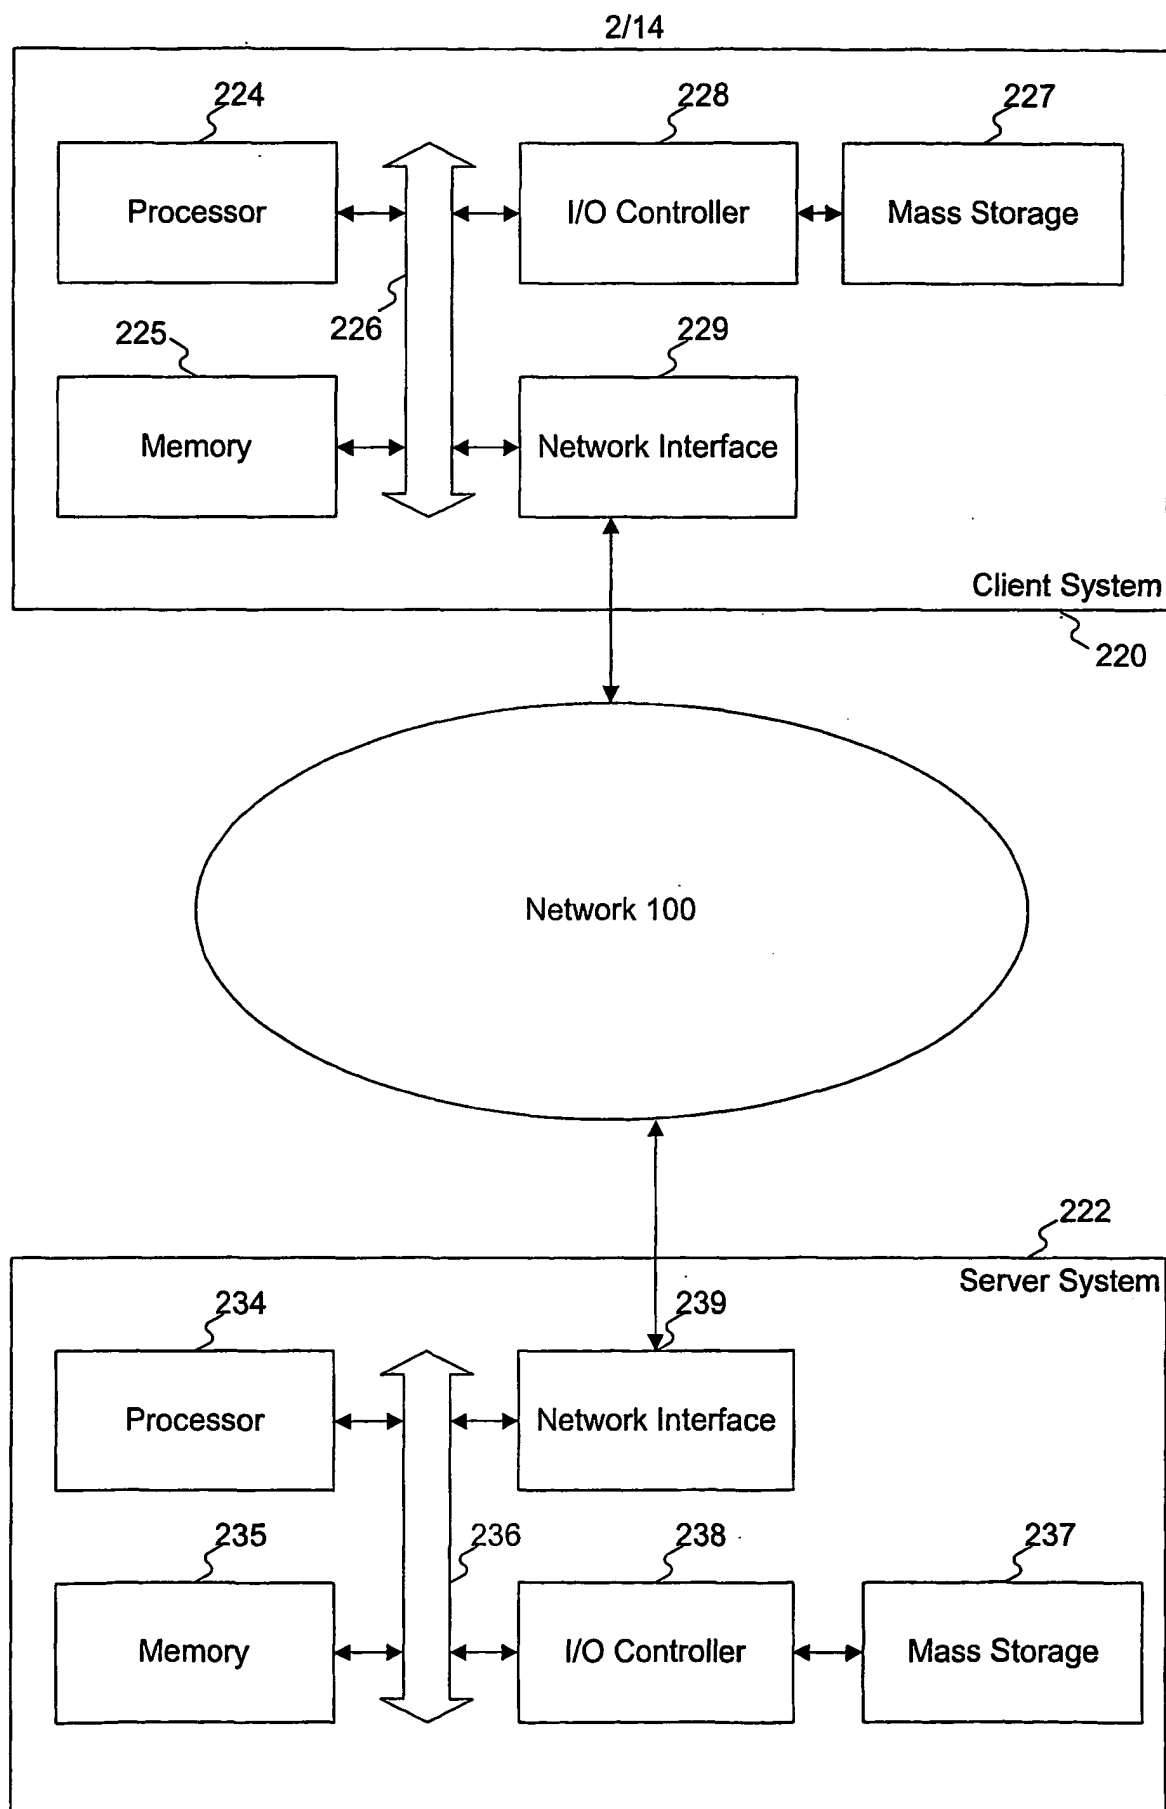 2/14
224
228
227
Processor
I/O Controller
Mass Storage
225
226
229
Memory
Network Interface
Client System
220
Network 100
222
Server System
234
239
Processor
Network Interface
235
236
238
237
Memory
I/O Controller
Mass Storage